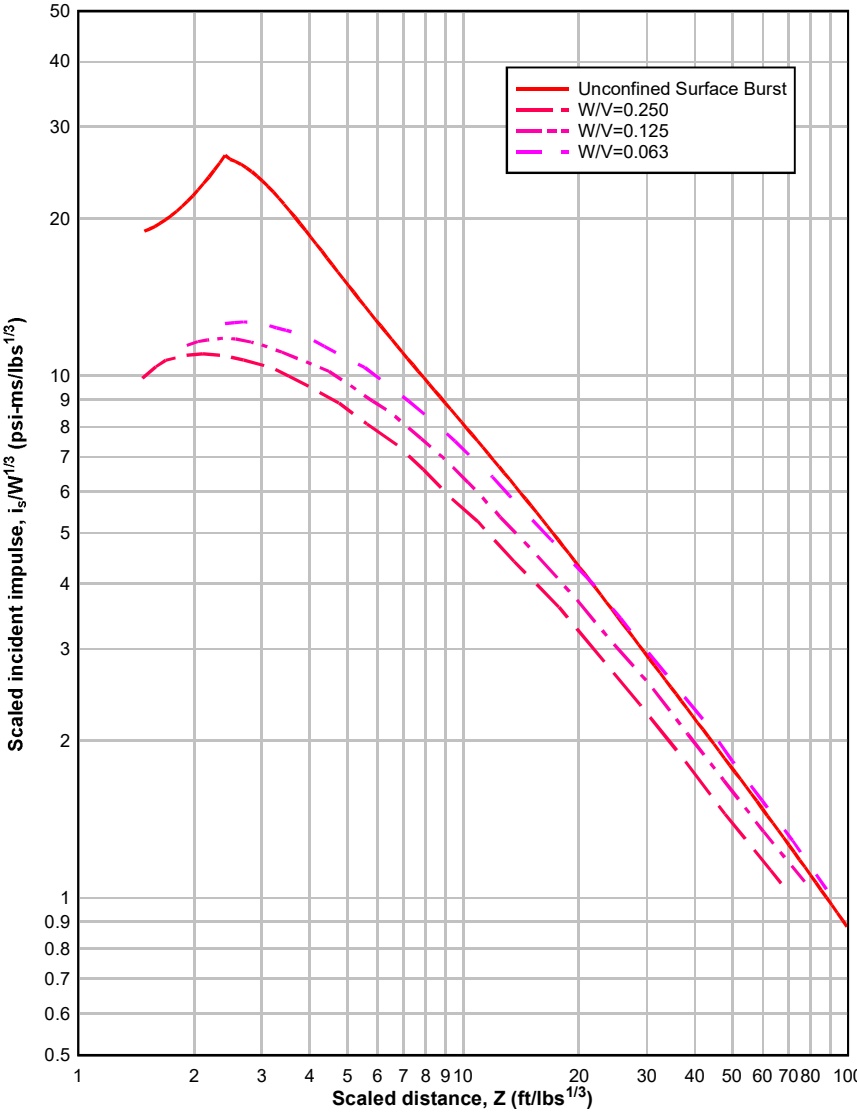 50
40
30
20
10
9
8
7
6
5
4
3
2
1
0.9
0.8
0.7
0.6
0.5
Scaled incident impulse, is/W1/3 (psi-ms/lbs1/3)
Unconfined Surface Burst
W/V=0.250
W/V=0.125
W/V=0.063
1 2 3 4 5 6 7 8 9 10 20 30 40 50 60 70 80 100
Scaled distance, Z (ft/lbs1/3)